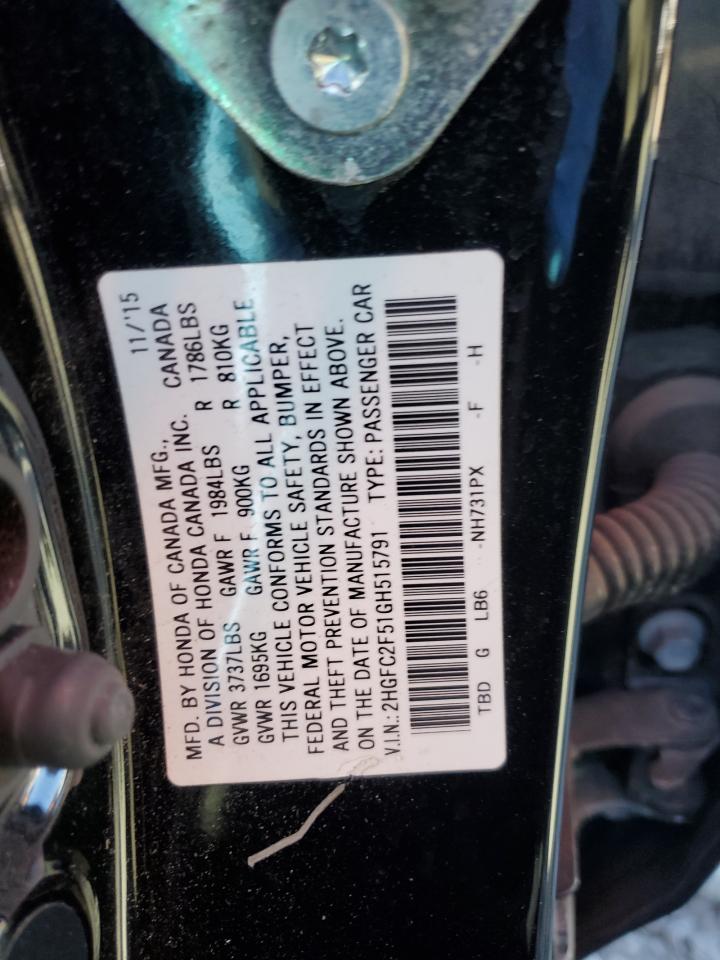 MFD. BY HONDA OF CANADA MFG., 11/'15
A DIVISION OF HONDA CANADA INC. CANADA
GVWR 3737LBS GAWR F 1984LBS R 1786LBS
GVWR 1695KG GAWR F 900KG R 810KG
THIS VEHICLE CONFORMS TO ALL APPLICABLE
FEDERAL MOTOR VEHICLE SAFETY, BUMPER,
AND THEFT PREVENTION STANDARDS IN EFFECT
ON THE DATE OF MANUFACTURE SHOWN ABOVE.
V.I.N.: 2HGFC2F51GH515791 TYPE: PASSENGER CAR
TBD G LB6 -NH731PX -F -H